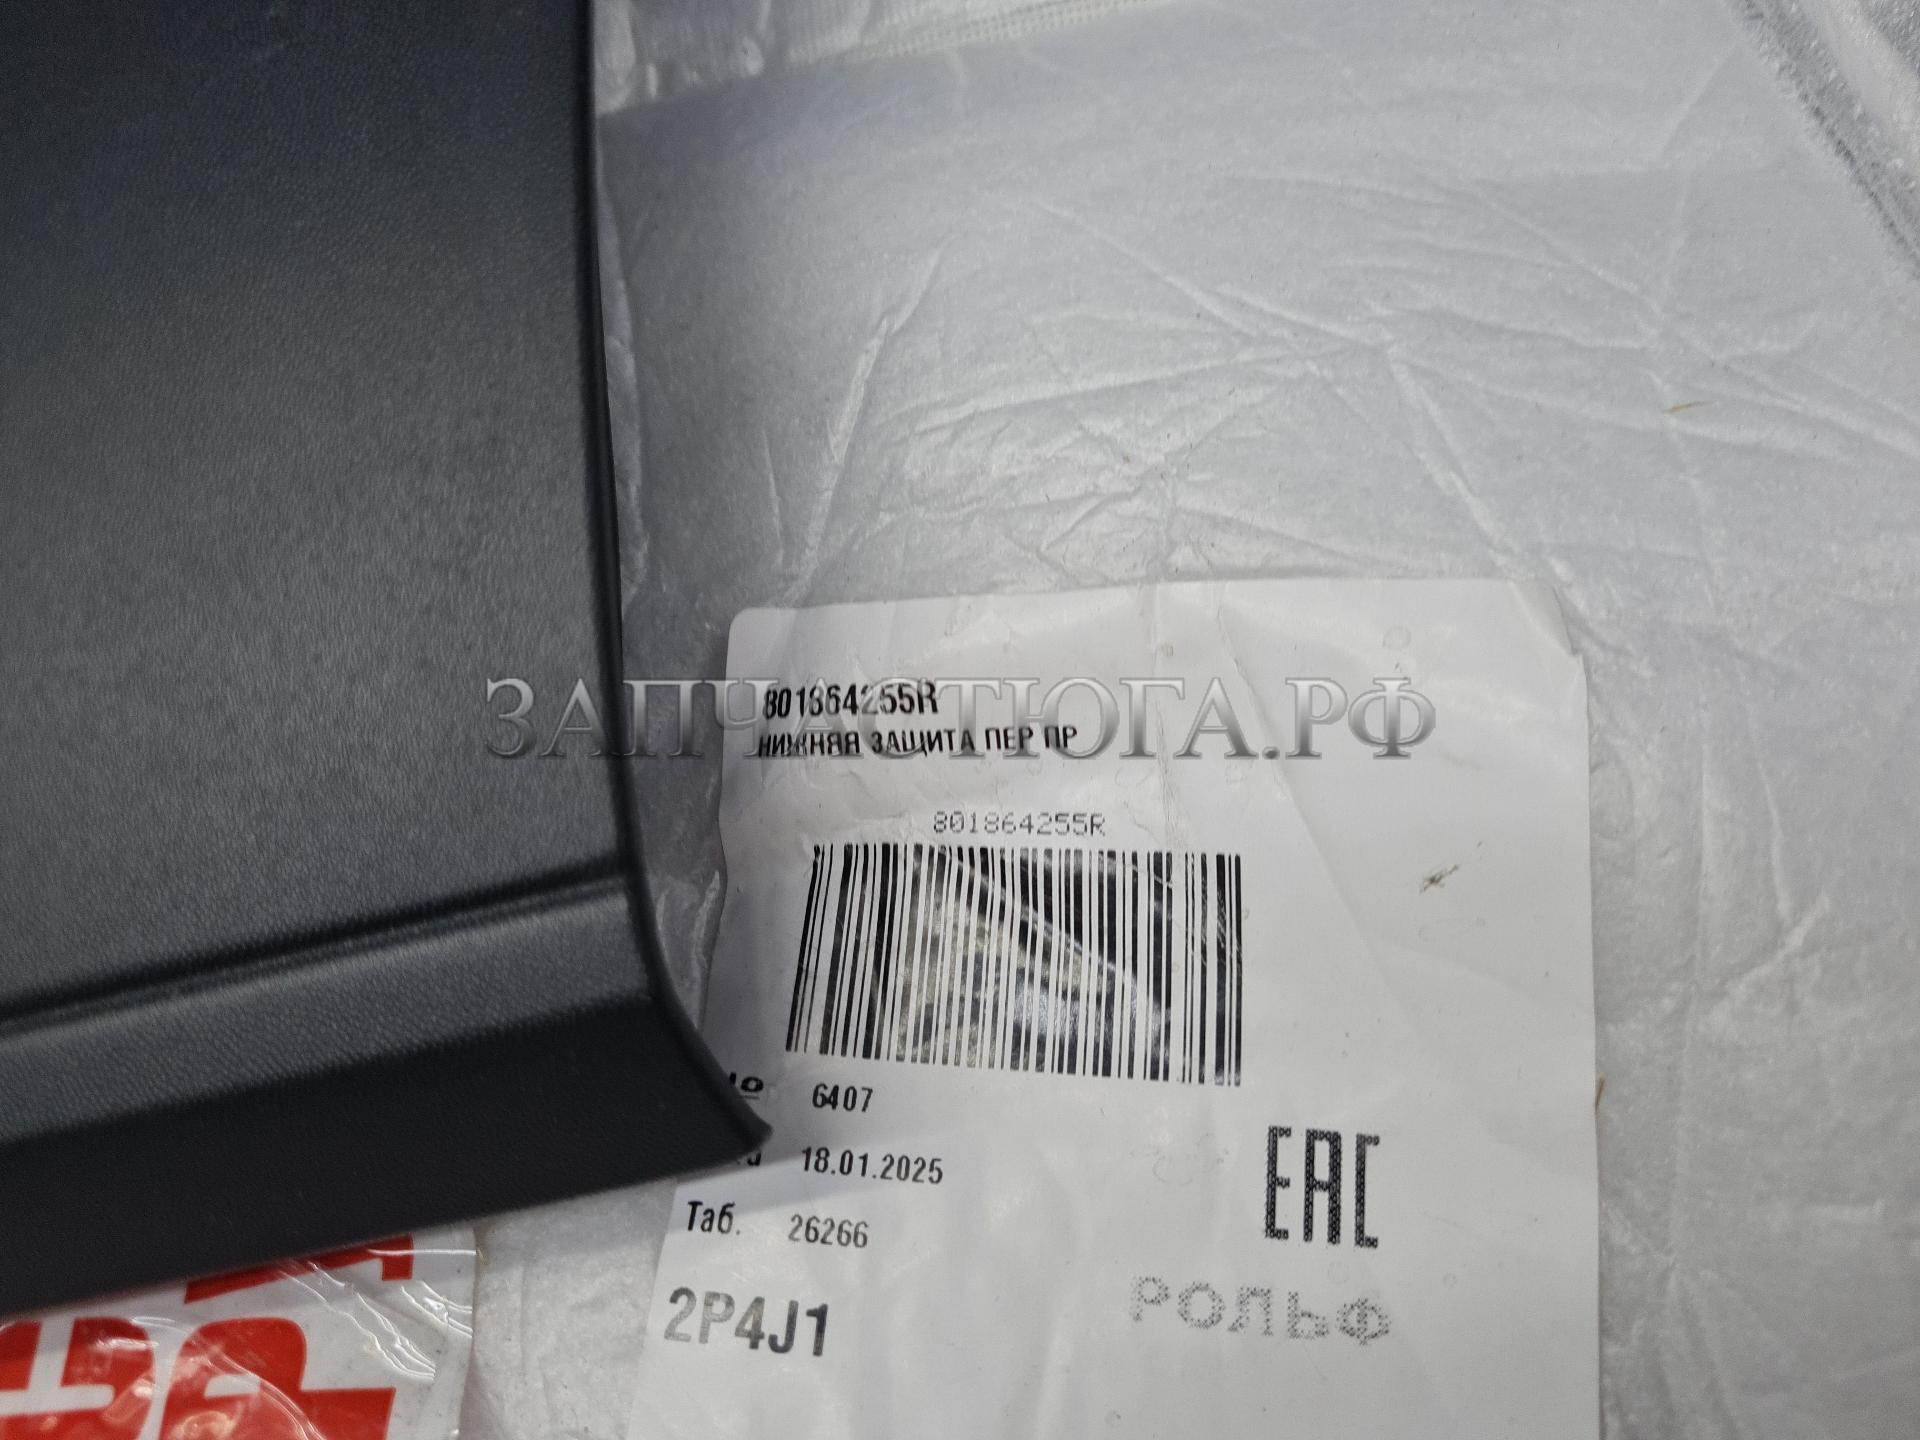 801864255R
НИЖНЯЯ ЗАЩИТА ПЕР ПР
ЗАПЧАСТЮГА.РФ
801864255R
6407
18.01.2025
Таб. 26266
EAC
2P4J1
РОЛЬФ